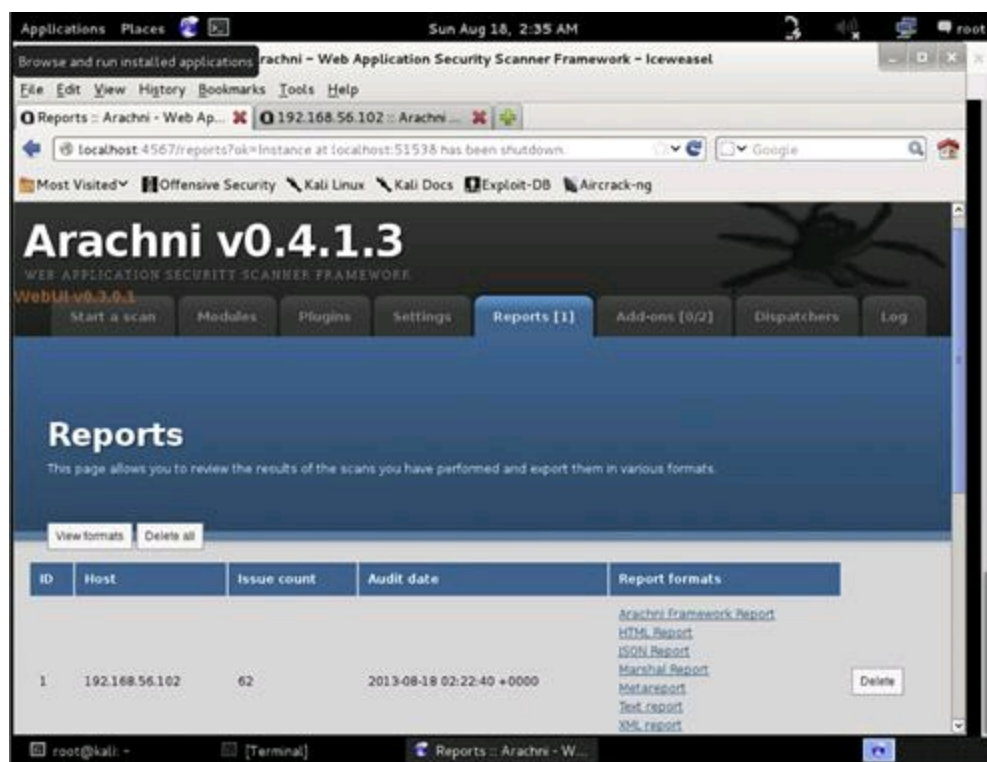 Applications Places Sun Aug 18, 2:35 AM root
Browse and run installed applications rachni - Web Application Security Scanner Framework - Iceweasel
File Edit View History Bookmarks Tools Help
Reports :: Arachni - Web Ap... 192.168.56.102 :: Arachni ...
localhost:4567/reports?ok=Instance at localhost:51538 has been shutdown. Google
Most Visited Offensive Security Kali Linux Kali Docs Exploit-DB Aircrack-ng
Arachni v0.4.1.3
WEB APPLICATION SECURITY SCANNER FRAMEWORK
WebUI v0.3.0.1
Start a scan Modules Plugins Settings Reports [1] Add-ons [0/2] Dispatchers Log
Reports
This page allows you to review the results of the scans you have performed and export them in various formats.
View formats Delete all
ID Host Issue count Audit date Report formats
Arachni Framework Report
HTML Report
JSON Report
Marshal Report
1 192.168.56.102 62 2013-08-18 02:22:40 +0000 Metareport Delete
Text report
XML report
root@kali: ~ [Terminal] Reports :: Arachni - W...